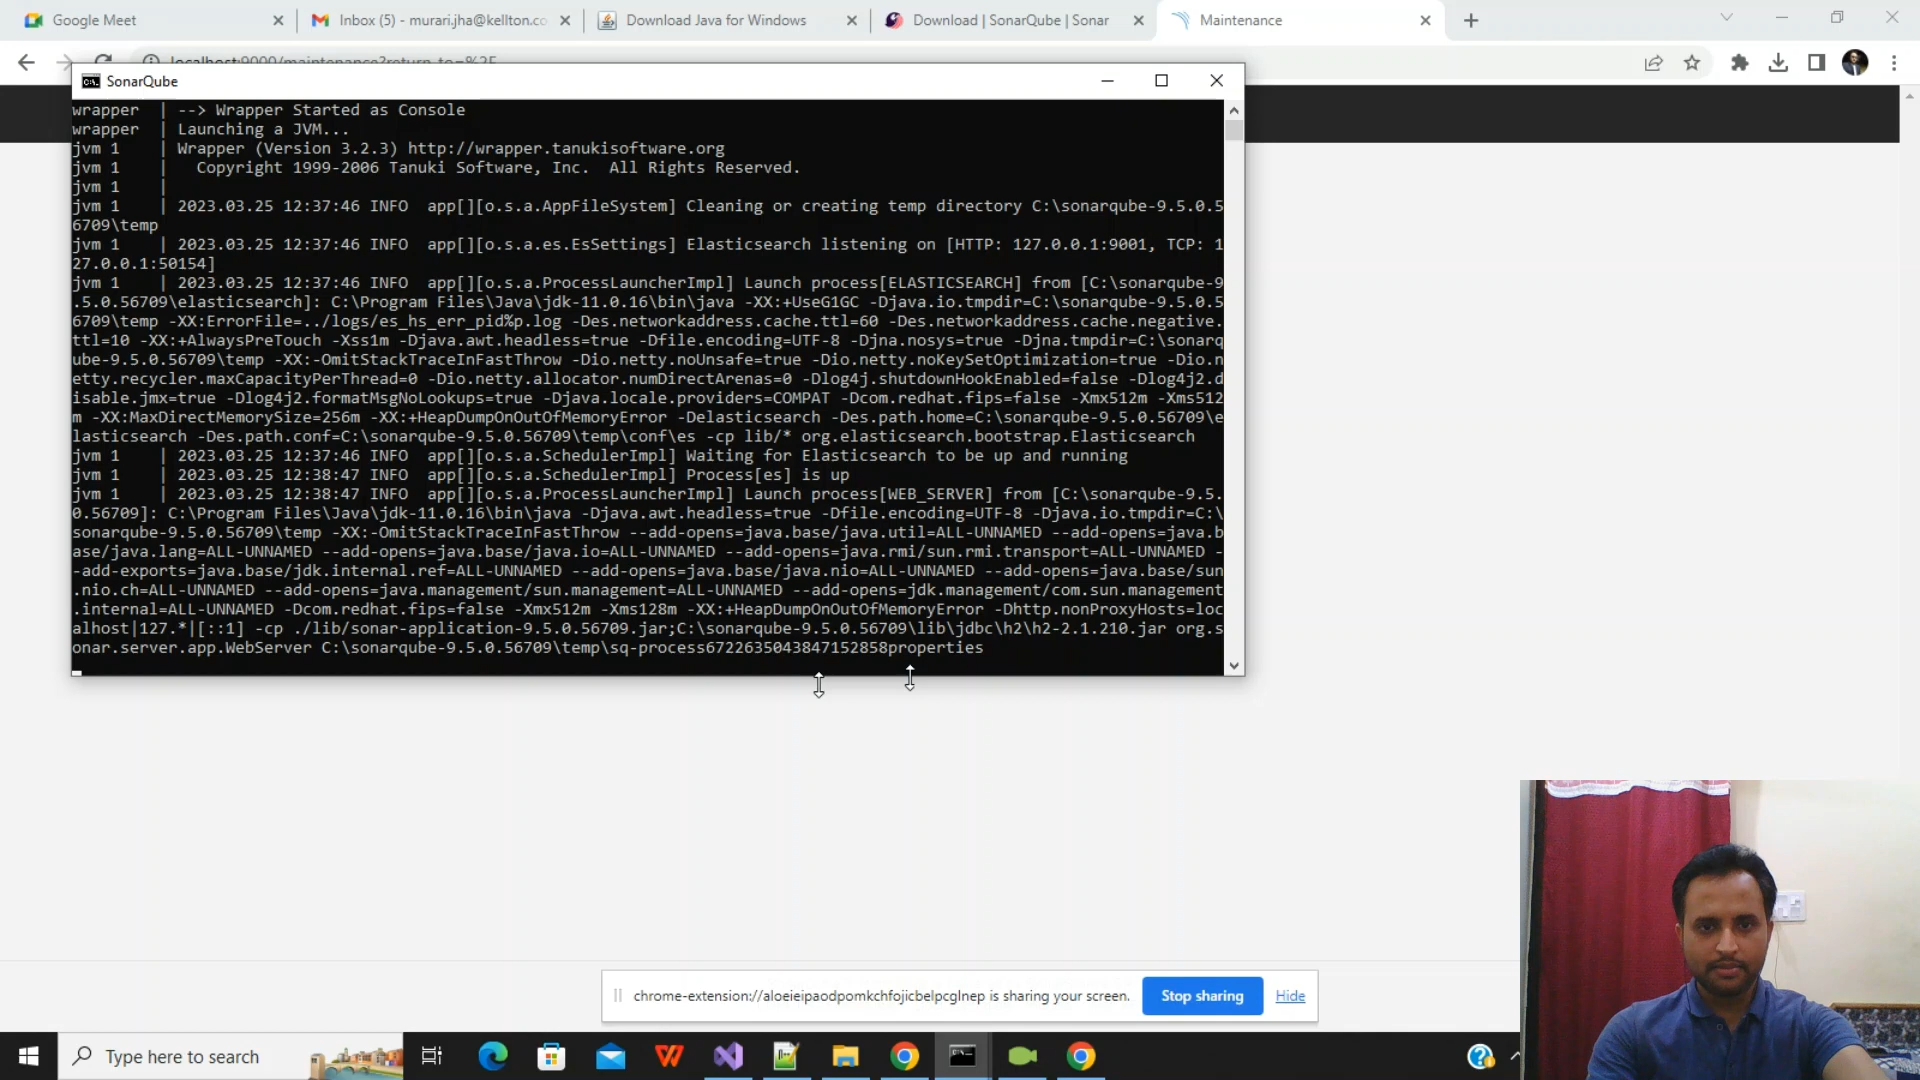 Google Meet
Inbox (5) - murari.jha@kellton.co
Download Java for Windows
Download | SonarQube | Sonar
Maintenance
localhost:9000/maintenance?return_to=%2F
SonarQube
wrapper  | --> Wrapper Started as Console
wrapper  | Launching a JVM...
jvm 1    | Wrapper (Version 3.2.3) http://wrapper.tanukisoftware.org
jvm 1    |   Copyright 1999-2006 Tanuki Software, Inc.  All Rights Reserved.
jvm 1    |
jvm 1    | 2023.03.25 12:37:46 INFO  app[][o.s.a.AppFileSystem] Cleaning or creating temp directory C:\sonarqube-9.5.0.5
6709\temp
jvm 1    | 2023.03.25 12:37:46 INFO  app[][o.s.a.es.EsSettings] Elasticsearch listening on [HTTP: 127.0.0.1:9001, TCP: 1
27.0.0.1:50154]
jvm 1    | 2023.03.25 12:37:46 INFO  app[][o.s.a.ProcessLauncherImpl] Launch process[ELASTICSEARCH] from [C:\sonarqube-9
.5.0.56709\elasticsearch]: C:\Program Files\Java\jdk-11.0.16\bin\java -XX:+UseG1GC -Djava.io.tmpdir=C:\sonarqube-9.5.0.5
6709\temp -XX:ErrorFile=../logs/es_hs_err_pid%p.log -Des.networkaddress.cache.ttl=60 -Des.networkaddress.cache.negative.
ttl=10 -XX:+AlwaysPreTouch -Xss1m -Djava.awt.headless=true -Dfile.encoding=UTF-8 -Djna.nosys=true -Djna.tmpdir=C:\sonarq
ube-9.5.0.56709\temp -XX:-OmitStackTraceInFastThrow -Dio.netty.noUnsafe=true -Dio.netty.noKeySetOptimization=true -Dio.n
etty.recycler.maxCapacityPerThread=0 -Dio.netty.allocator.numDirectArenas=0 -Dlog4j.shutdownHookEnabled=false -Dlog4j2.d
isable.jmx=true -Dlog4j2.formatMsgNoLookups=true -Djava.locale.providers=COMPAT -Dcom.redhat.fips=false -Xmx512m -Xms512
m -XX:MaxDirectMemorySize=256m -XX:+HeapDumpOnOutOfMemoryError -Delasticsearch -Des.path.home=C:\sonarqube-9.5.0.56709\e
lasticsearch -Des.path.conf=C:\sonarqube-9.5.0.56709\temp\conf\es -cp lib/* org.elasticsearch.bootstrap.Elasticsearch
jvm 1    | 2023.03.25 12:37:46 INFO  app[][o.s.a.SchedulerImpl] Waiting for Elasticsearch to be up and running
jvm 1    | 2023.03.25 12:38:47 INFO  app[][o.s.a.SchedulerImpl] Process[es] is up
jvm 1    | 2023.03.25 12:38:47 INFO  app[][o.s.a.ProcessLauncherImpl] Launch process[WEB_SERVER] from [C:\sonarqube-9.5.
0.56709]: C:\Program Files\Java\jdk-11.0.16\bin\java -Djava.awt.headless=true -Dfile.encoding=UTF-8 -Djava.io.tmpdir=C:\
sonarqube-9.5.0.56709\temp -XX:-OmitStackTraceInFastThrow --add-opens=java.base/java.util=ALL-UNNAMED --add-opens=java.b
ase/java.lang=ALL-UNNAMED --add-opens=java.base/java.io=ALL-UNNAMED --add-opens=java.rmi/sun.rmi.transport=ALL-UNNAMED -
-add-exports=java.base/jdk.internal.ref=ALL-UNNAMED --add-opens=java.base/java.nio=ALL-UNNAMED --add-opens=java.base/sun
.nio.ch=ALL-UNNAMED --add-opens=java.management/sun.management=ALL-UNNAMED --add-opens=jdk.management/com.sun.management
.internal=ALL-UNNAMED -Dcom.redhat.fips=false -Xmx512m -Xms128m -XX:+HeapDumpOnOutOfMemoryError -Dhttp.nonProxyHosts=loc
alhost|127.*|[::1] -cp ./lib/sonar-application-9.5.0.56709.jar;C:\sonarqube-9.5.0.56709\lib\jdbc\h2\h2-2.1.210.jar org.s
onar.server.app.WebServer C:\sonarqube-9.5.0.56709\temp\sq-process6722635043847152858properties
chrome-extension://aloeieipaodpomkchfojicbelpcglnep is sharing your screen.
Stop sharing
Hide
Type here to search